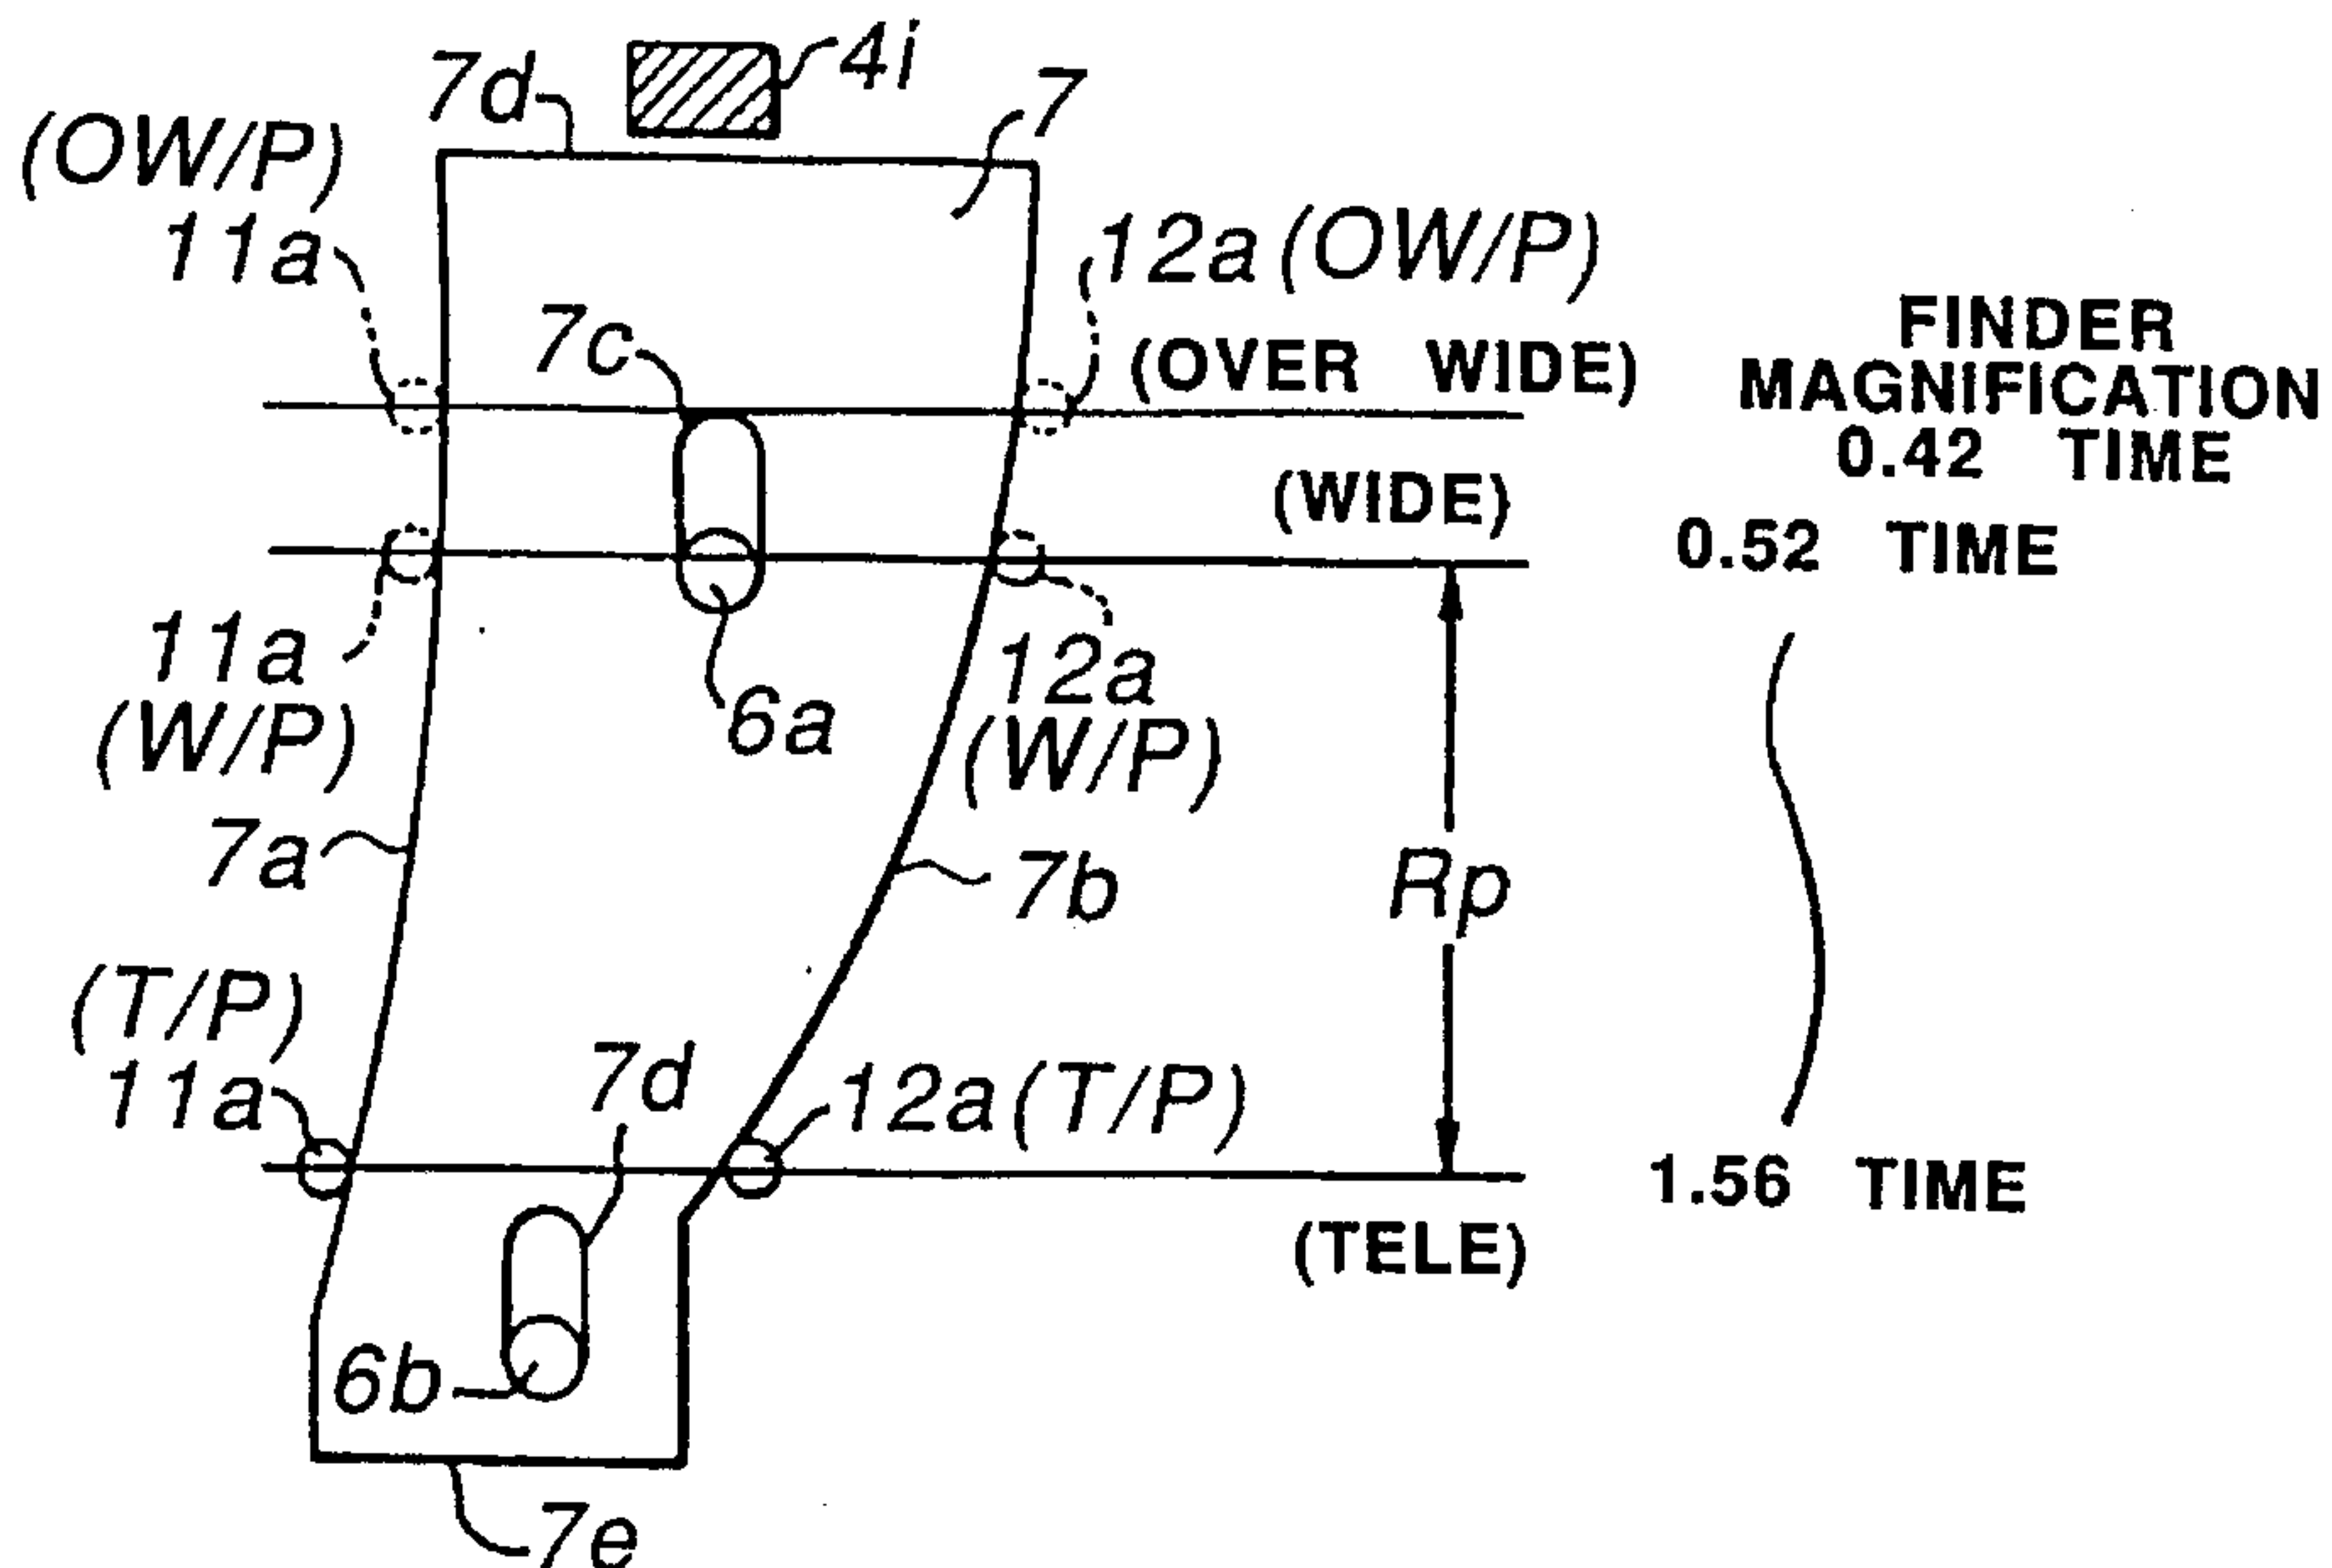 4i
7d
7
(OW/P)
11a
12a (OW/P)
7c
(OVER WIDE)
FINDER
MAGNIFICATION
0.42 TIME
(WIDE)
0.52 TIME
11a
(W/P)
6a
12a
(W/P)
7a
7b
Rp
(T/P)
11a
7d
12a (T/P)
1.56 TIME
(TELE)
6b
7e